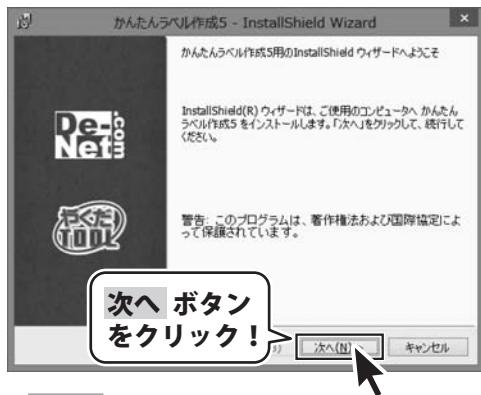 かんたんラベル作成5 - InstallShield Wizard
かんたんラベル作成5用のInstallShield ウィザードへようこそ
InstallShield(R) ウィザードは、ご使用のコンピュータへ かんたん
ラベル作成5 をインストールします。「次へ」をクリックして、続行して
ください。
De-
Net
.com
やくだつ
TOOL
警告: このプログラムは、著作権法および国際協定によ
って保護されています。
次へ ボタン
をクリック！
次へ(N)
キャンセル